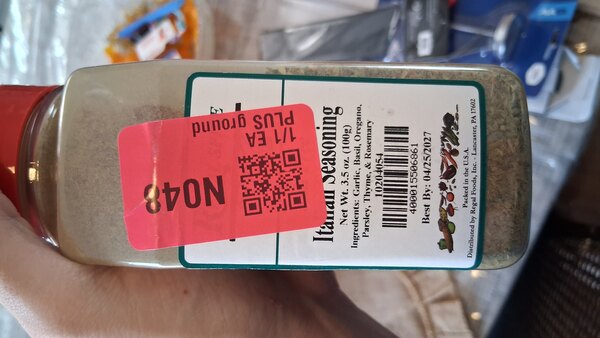 Italian Seasoning
Net Wt. 3.5 oz. (100g)
Ingredients: Garlic, Basil, Oregano,
Parsley, Thyme, & Rosemary
10204054
400015506861
Best By: 04/25/2027
Packed in the U.S.A.
Distributed by Regal Foods, Inc. Lancaster, PA 17602
1/1 EA
PLUS ground
N048